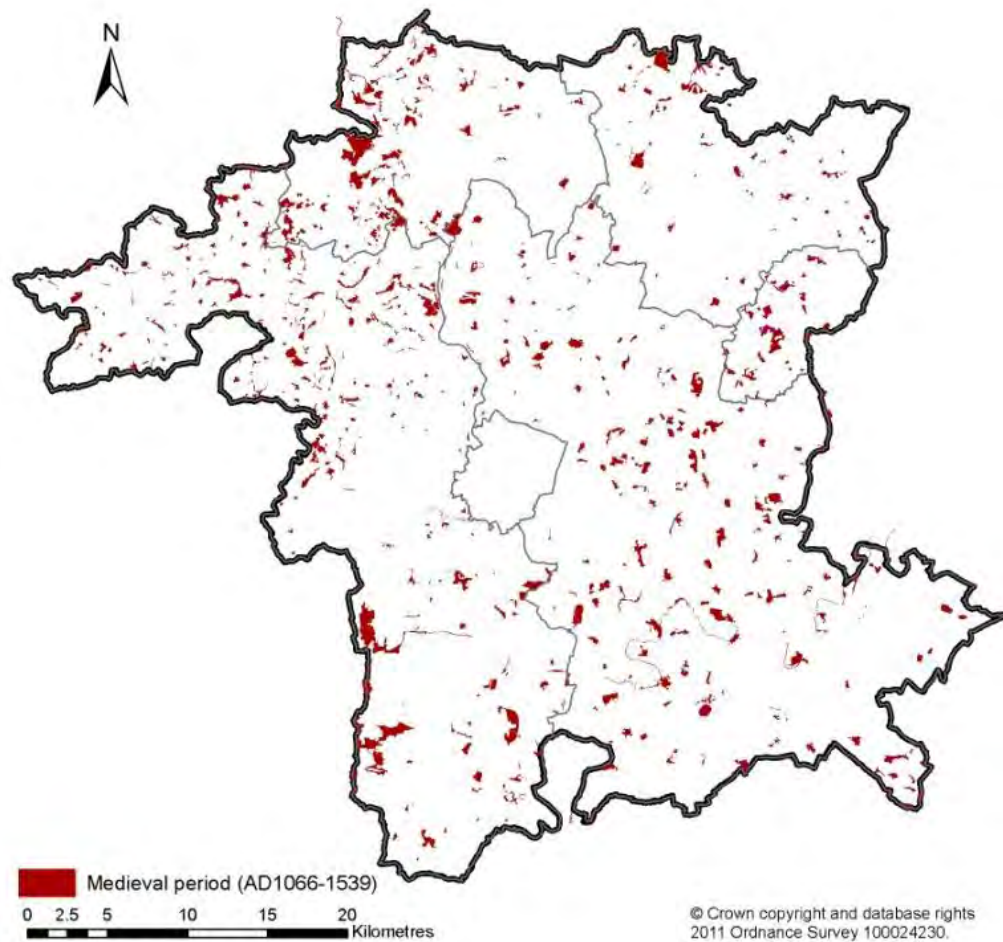 N
Medieval period (AD1066-1539)
0 2.5 5 10 15 20
Kilometres
© Crown copyright and database rights
2011 Ordnance Survey 100024230.